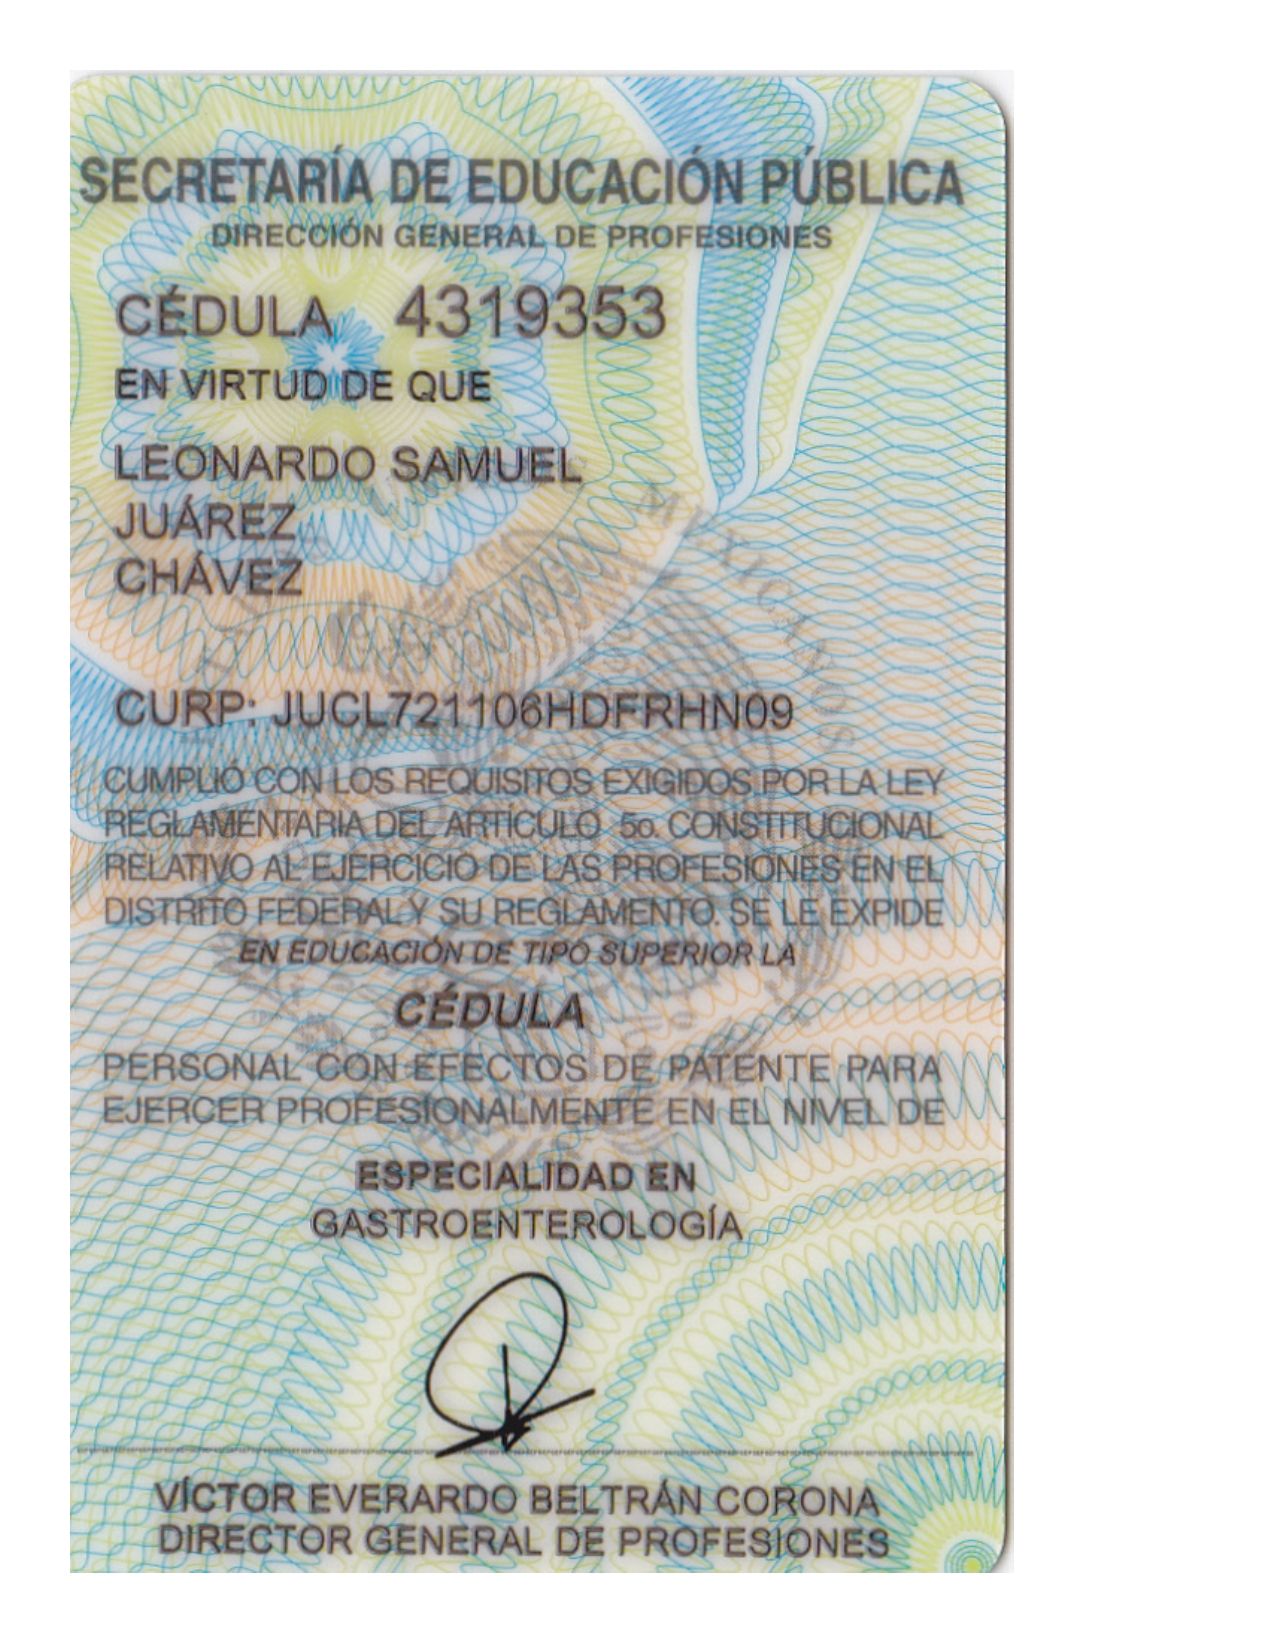 SECRETARÍA DE EDUCACIÓN PÚBLICA
DIRECCIÓN GENERAL DE PROFESIONES
CÉDULA 4319353
EN VIRTUD DE QUE
LEONARDO SAMUEL
JUÁREZ
CHÁVEZ
MEXICANOS
CURP: JUCL721106HDFRHN09
CUMPLIÓ CON LOS REQUISITOS EXIGIDOS POR LA LEY
REGLAMENTARIA DEL ARTÍCULO 5o. CONSTITUCIONAL
RELATIVO AL EJERCICIO DE LAS PROFESIONES EN EL
DISTRITO FEDERAL Y SU REGLAMENTO. SE LE EXPIDE
EN EDUCACIÓN DE TIPO SUPERIOR LA
CÉDULA
PERSONAL CON EFECTOS DE PATENTE PARA
EJERCER PROFESIONALMENTE EN EL NIVEL DE
ESPECIALIDAD EN
GASTROENTEROLOGÍA
VÍCTOR EVERARDO BELTRÁN CORONA
DIRECTOR GENERAL DE PROFESIONES